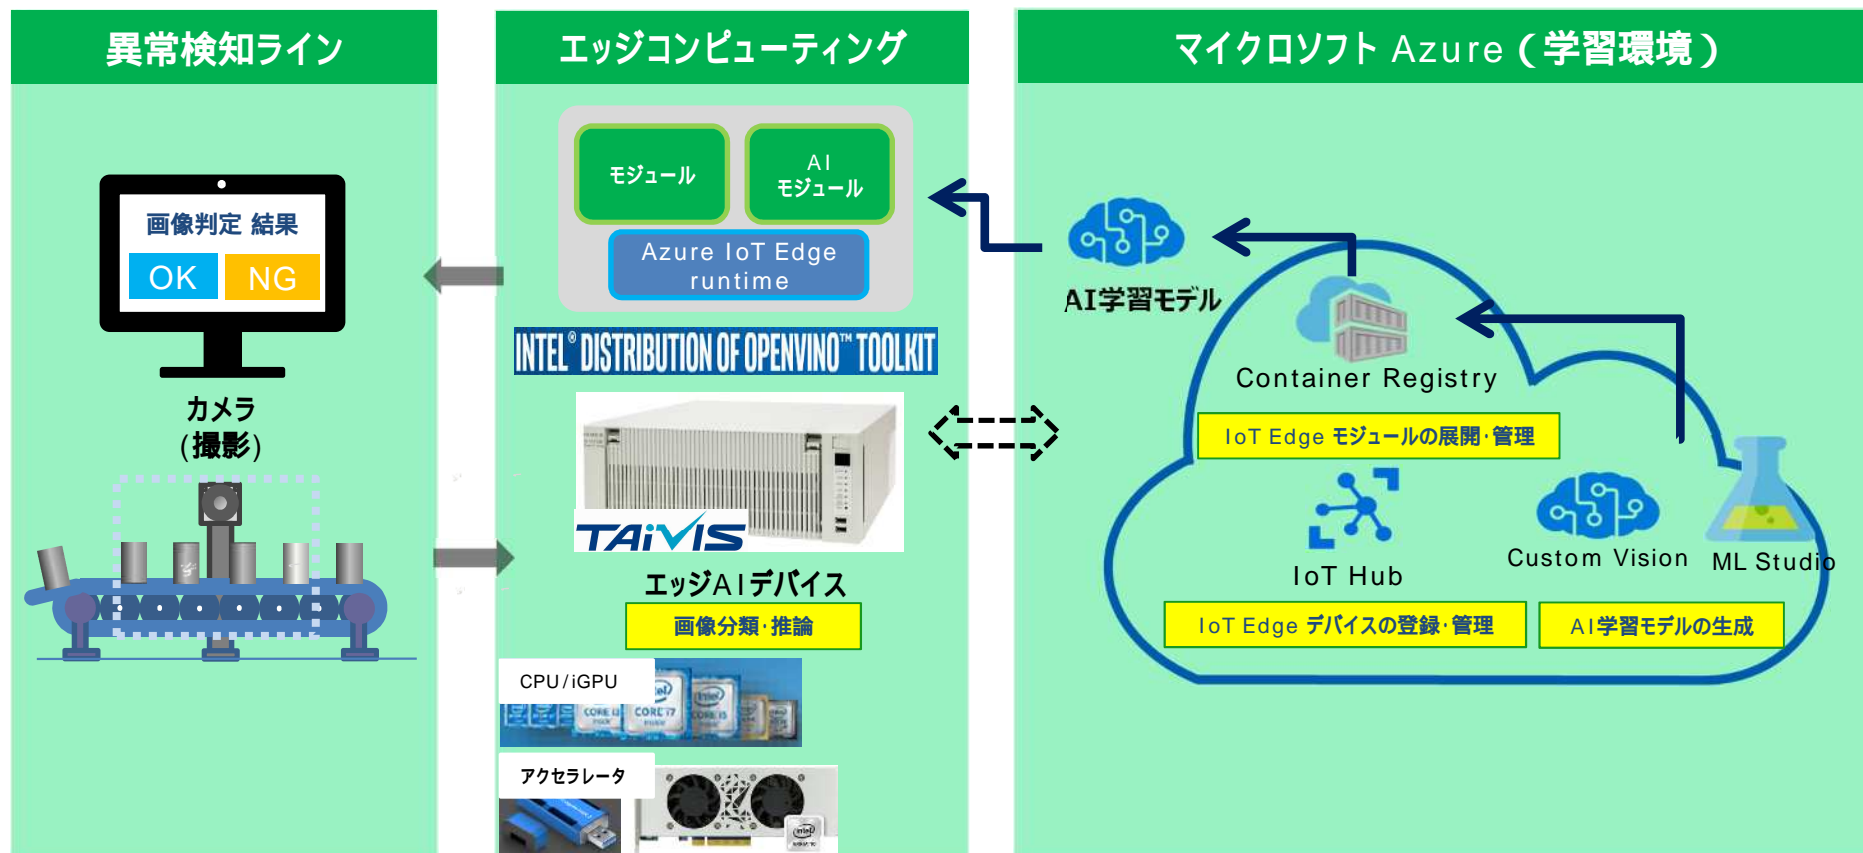 異常検知ライン
画像判定 結果
OK
NG
カメラ
(撮影)
エッジコンピューティング
モジュール
AI
モジュール
Azure IoT Edge
runtime
INTEL® DISTRIBUTION OF OPENVINO™ TOOLKIT
TAiVIS
エッジAIデバイス
画像分類・推論
CPU/iGPU
CORE i3
CORE i7
CORE i5
アクセラレータ
(intel)
マイクロソフト Azure(学習環境)
AI学習モデル
Container Registry
IoT Edge モジュールの展開・管理
IoT Hub
Custom Vision
ML Studio
IoT Edge デバイスの登録・管理
AI学習モデルの生成